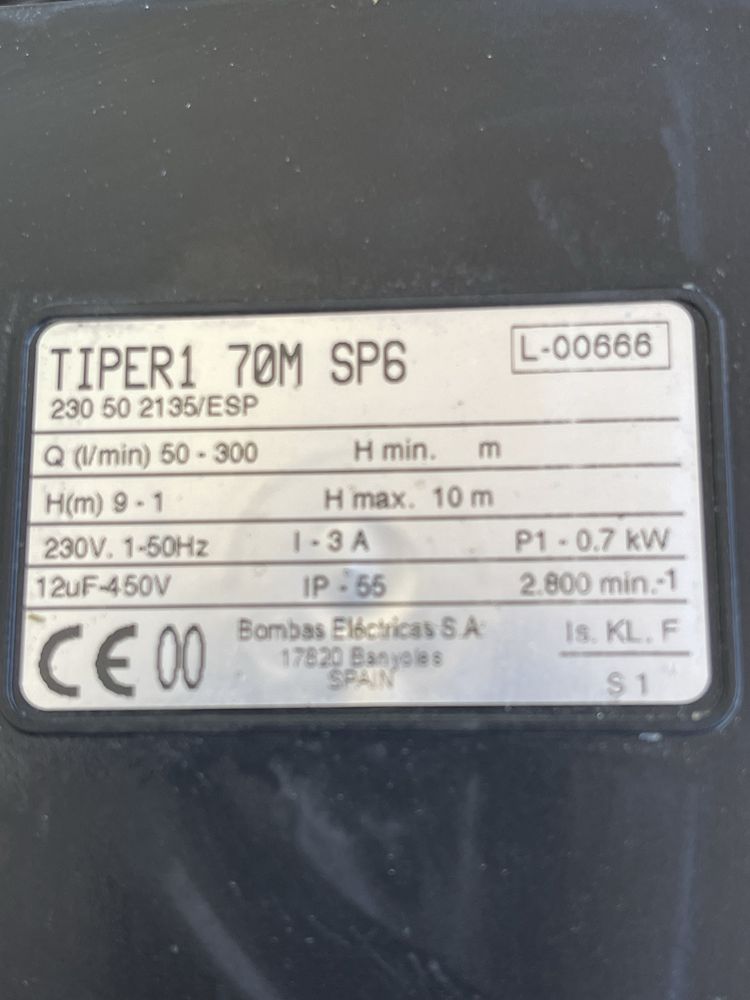 TIPER1 70M SP6
L-00666
230 50 2135/ESP
Q (l/min) 50 - 300 H min. m
H(m) 9 - 1 H max. 10 m
230V. 1-50Hz I - 3 A P1 - 0.7 kW
12uF-450V IP - 55 2.800 min.-1
CE 00
Bombas Eléctricas S.A.
17820 Banyoles
SPAIN
Is. KL. F
S 1